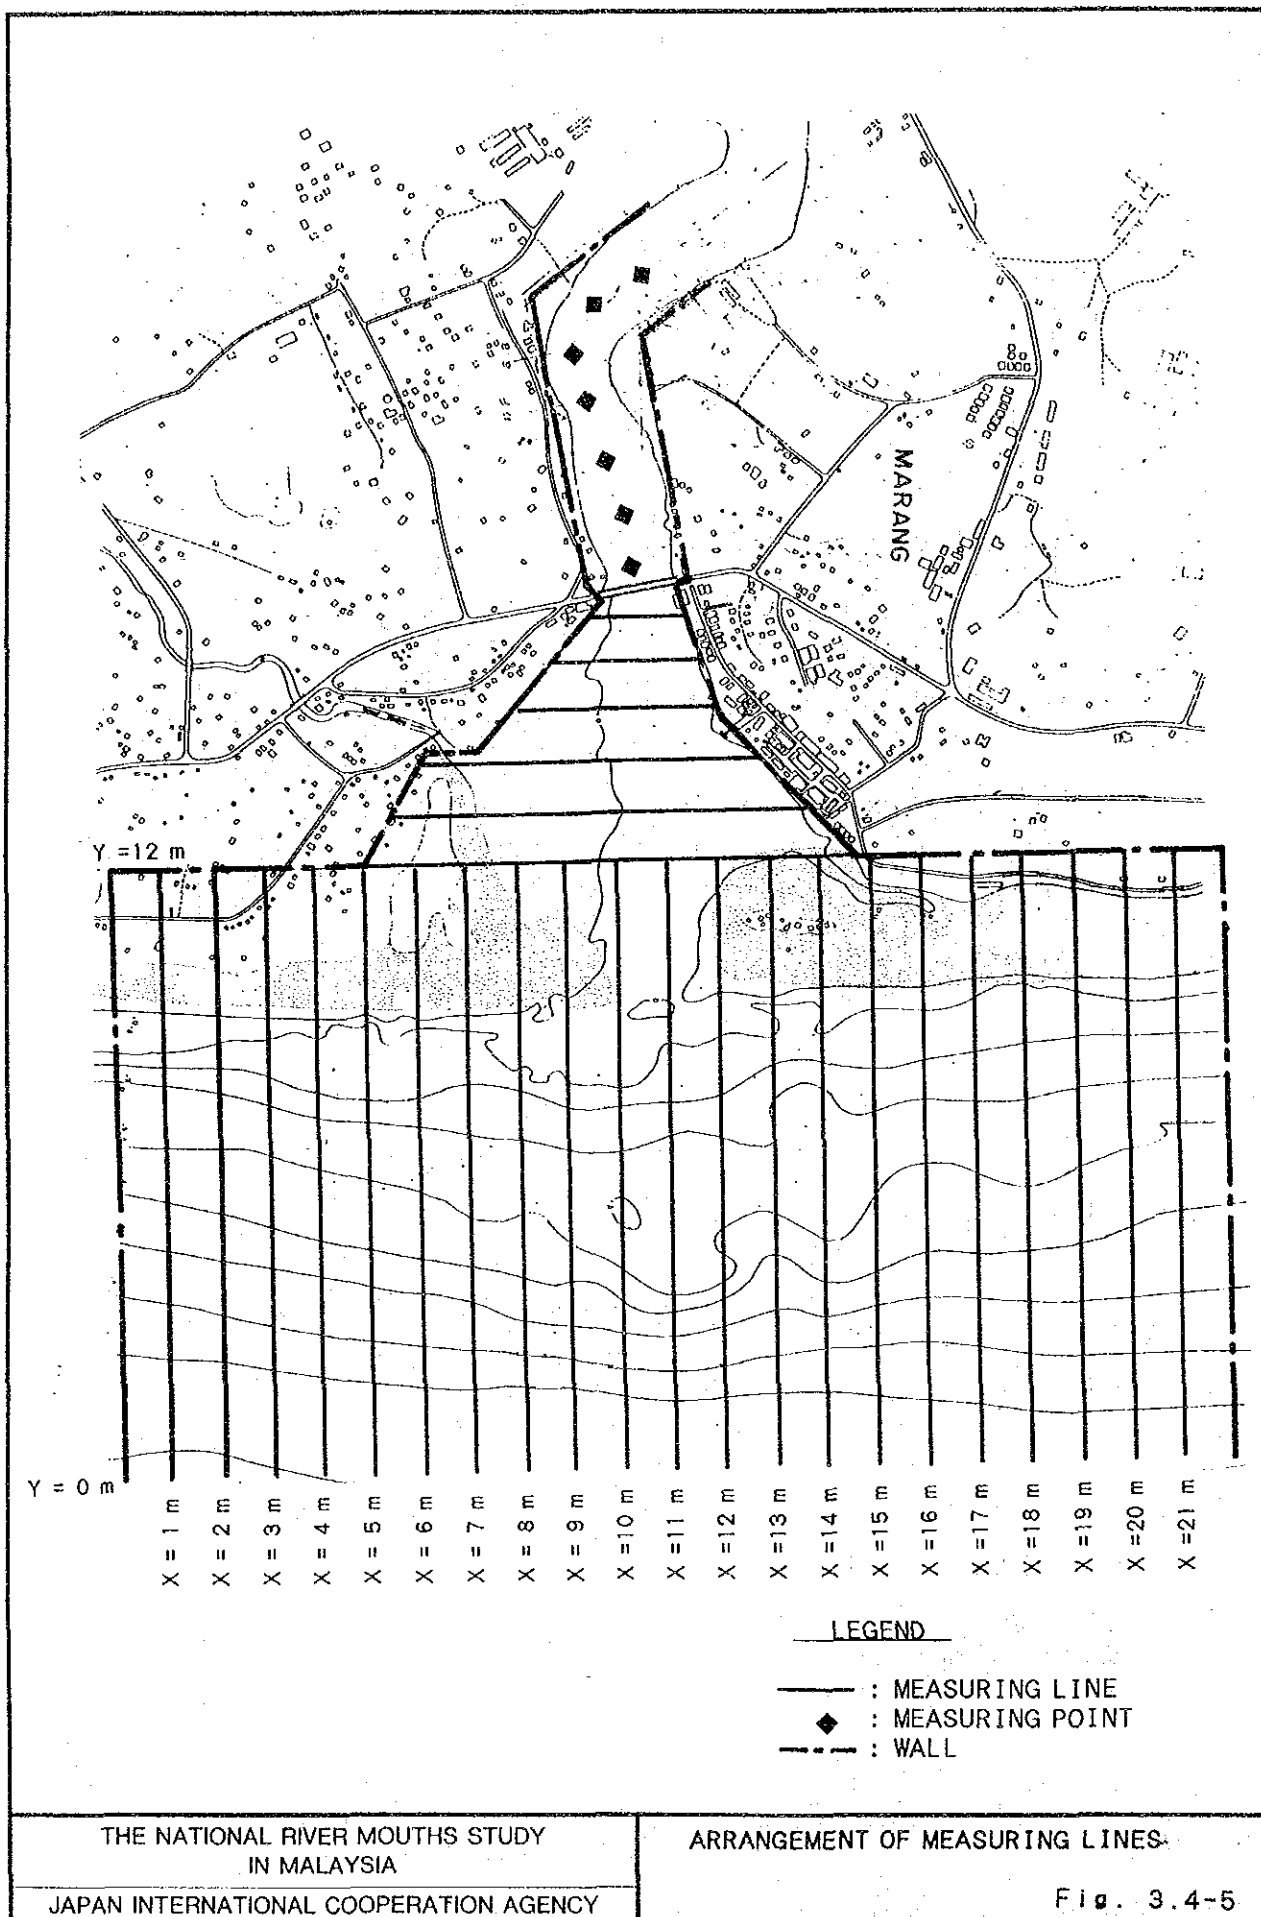 MARANG
Y =12 m
Y = 0 m
X = 1 m
X = 2 m
X = 3 m
X = 4 m
X = 5 m
X = 6 m
X = 7 m
X = 8 m
X = 9 m
X =10 m
X =11 m
X =12 m
X =13 m
X =14 m
X =15 m
X =16 m
X =17 m
X =18 m
X =19 m
X =20 m
X =21 m
LEGEND
: MEASURING LINE
: MEASURING POINT
: WALL
THE NATIONAL RIVER MOUTHS STUDY
IN MALAYSIA
JAPAN INTERNATIONAL COOPERATION AGENCY
ARRANGEMENT OF MEASURING LINES
Fig. 3.4-5